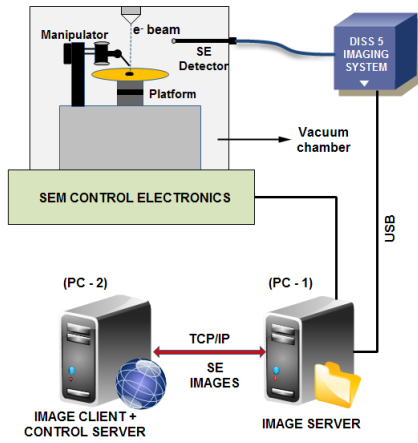 e⁻ beam
Manipulator
SE
Detector
DISS 5
IMAGING
SYSTEM
Platform
Vacuum
chamber
SEM CONTROL ELECTRONICS
USB
(PC - 2)
(PC - 1)
TCP/IP
SE
IMAGES
IMAGE CLIENT +
CONTROL SERVER
IMAGE SERVER